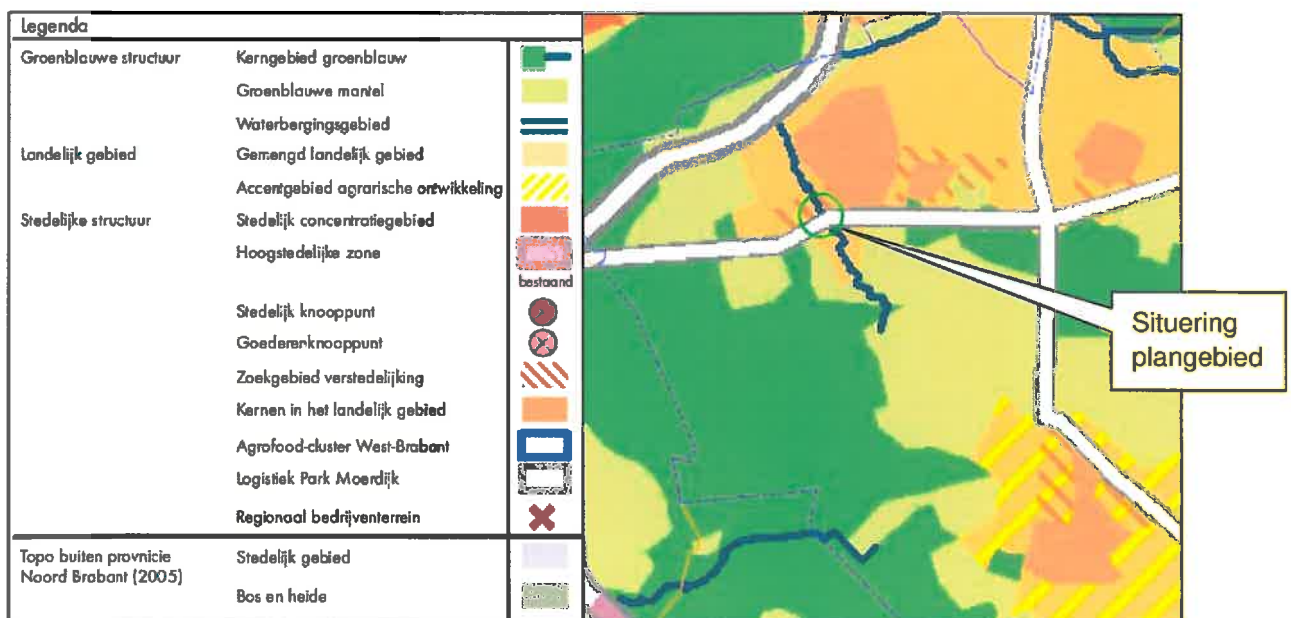 Legenda
Groenblauwe structuur Kerngebied groenblauw
Groenblauwe mantel
Waterbergingsgebied
Landelijk gebied Gemengd landelijk gebied
Accentgebied agrarische ontwikkeling
Stedelijke structuur Stedelijk concentratiegebied
Hoogstedelijke zone
bestaand
Stedelijk knooppunt
Goederenknooppunt
Zoekgebied verstedelijking
Kernen in het landelijk gebied
Agrofood-cluster West-Brabant
Logistiek Park Moerdijk
Regionaal bedrijventerrein
Topo buiten provnicie Stedelijk gebied
Noord Brabant (2005)
Bos en heide
Situering
plangebied